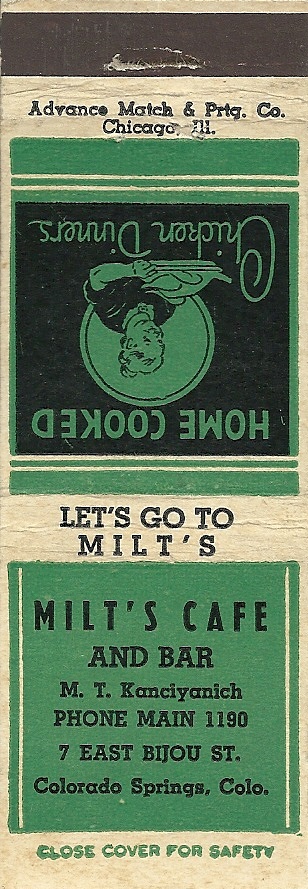 Advance Match & Prtg. Co.
Chicago, Ill.
HOME COOKED
Chicken Dinners
LET'S GO TO
MILT'S
MILT'S CAFE
AND BAR
M. T. Kanciyanich
PHONE MAIN 1190
7 EAST BIJOU ST.
Colorado Springs, Colo.
CLOSE COVER FOR SAFETY